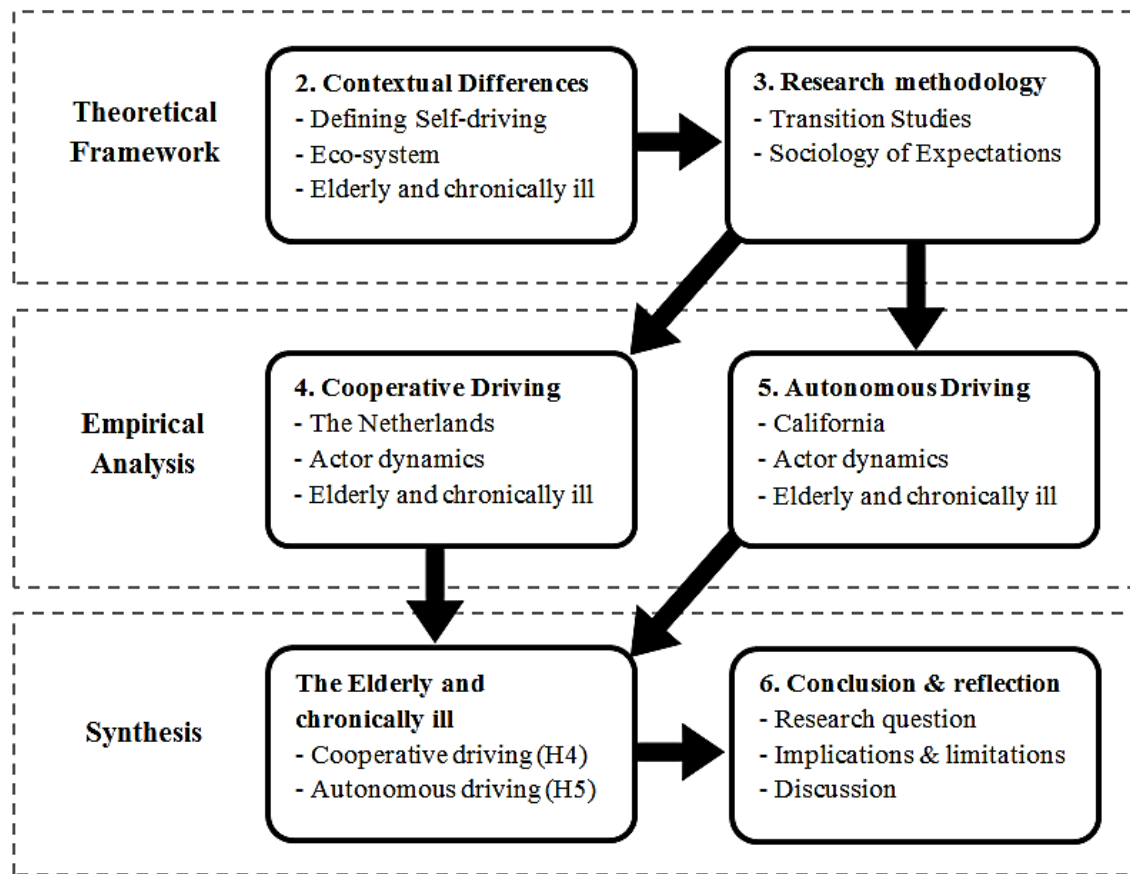 Theoretical
Framework
2. Contextual Differences
- Defining Self-driving
- Eco-system
- Elderly and chronically ill
3. Research methodology
- Transition Studies
- Sociology of Expectations
Empirical
Analysis
4. Cooperative Driving
- The Netherlands
- Actor dynamics
- Elderly and chronically ill
5. Autonomous Driving
- California
- Actor dynamics
- Elderly and chronically ill
Synthesis
The Elderly and
chronically ill
- Cooperative driving (H4)
- Autonomous driving (H5)
6. Conclusion & reflection
- Research question
- Implications & limitations
- Discussion